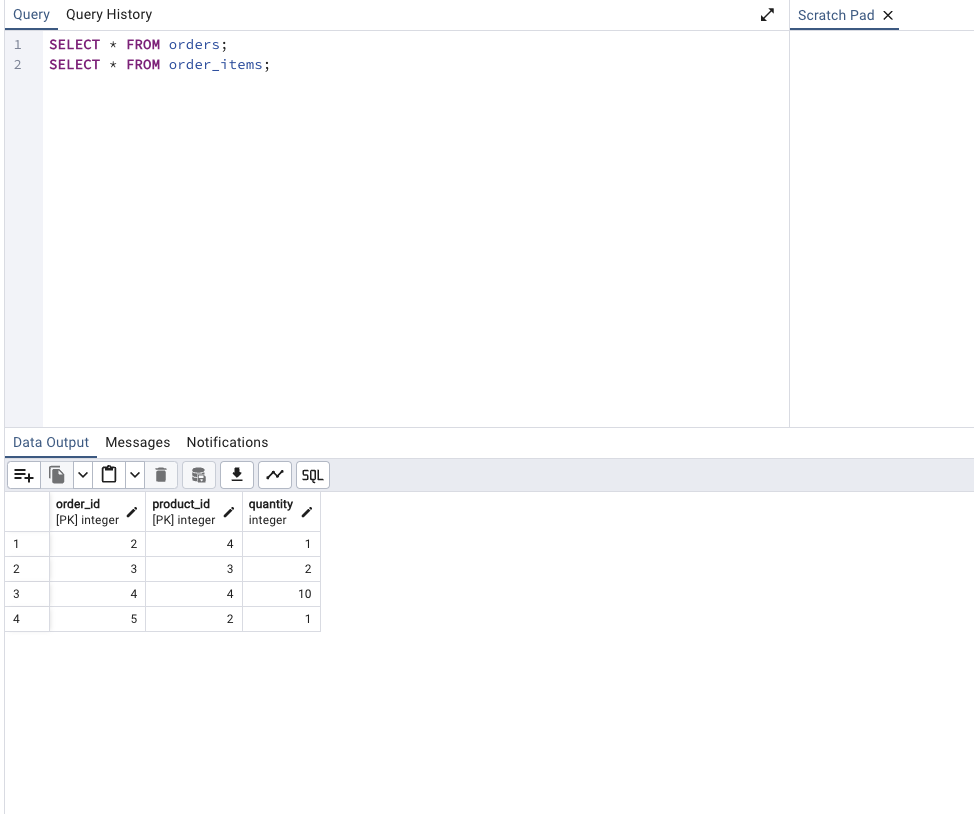 Query Query History Scratch Pad
1 SELECT * FROM orders;
2 SELECT * FROM order_items;
Data Output Messages Notifications
SQL
order_id product_id quantity
[PK] integer [PK] integer integer
1 2 4 1
2 3 3 2
3 4 4 10
4 5 2 1